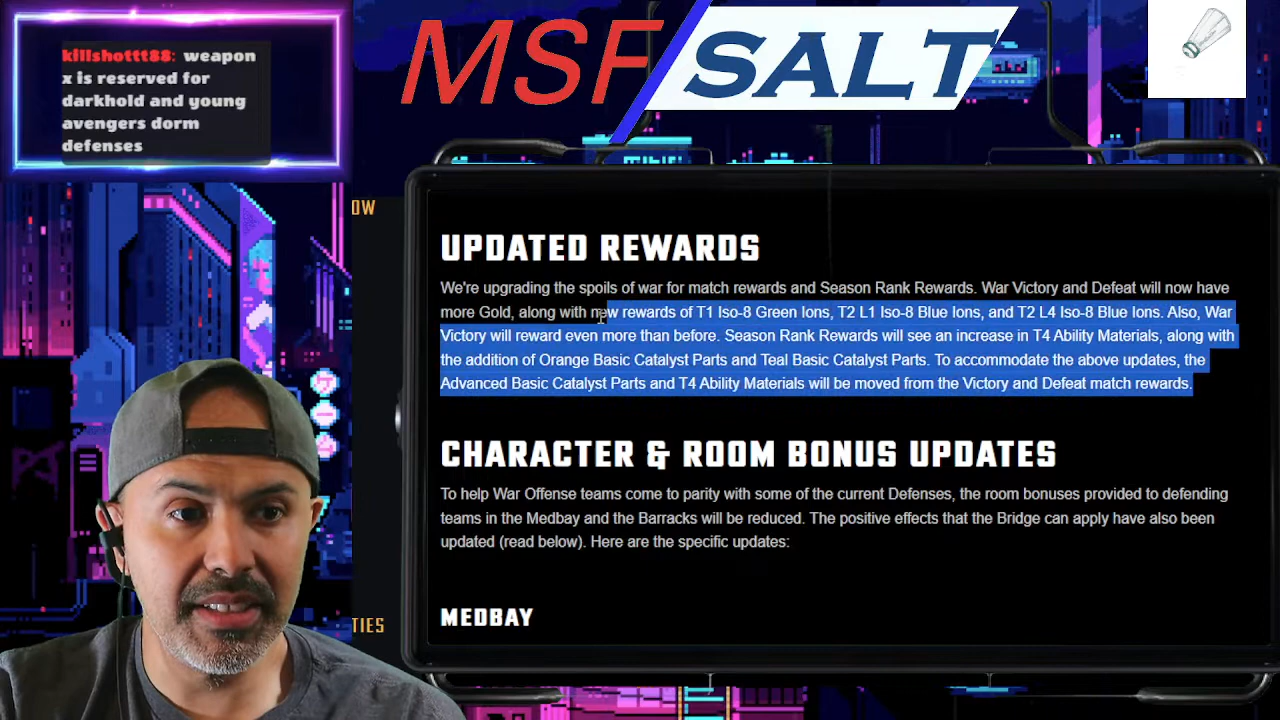 killshottt88: weapon
x is reserved for
darkhold and young
avengers dorm
defenses
MSF SALT
OW
UPDATED REWARDS
We're upgrading the spoils of war for match rewards and Season Rank Rewards. War Victory and Defeat will now have
more Gold, along with new rewards of T1 Iso-8 Green Ions, T2 L1 Iso-8 Blue Ions, and T2 L4 Iso-8 Blue Ions. Also, War
Victory will reward even more than before. Season Rank Rewards will see an increase in T4 Ability Materials, along with
the addition of Orange Basic Catalyst Parts and Teal Basic Catalyst Parts. To accommodate the above updates, the
Advanced Basic Catalyst Parts and T4 Ability Materials will be moved from the Victory and Defeat match rewards.
CHARACTER & ROOM BONUS UPDATES
To help War Offense teams come to parity with some of the current Defenses, the room bonuses provided to defending
teams in the Medbay and the Barracks will be reduced. The positive effects that the Bridge can apply have also been
updated (read below). Here are the specific updates:
MEDBAY
TIES